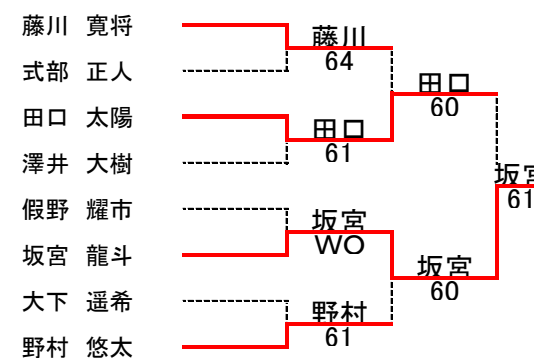 藤川 寛将
式部 正人
田口 太陽
澤井 大樹
假野 耀市
坂宮 龍斗
大下 遥希
野村 悠太
藤川
64
田口
61
坂宮
WO
野村
61
田口
60
坂宮
60
坂宮
61